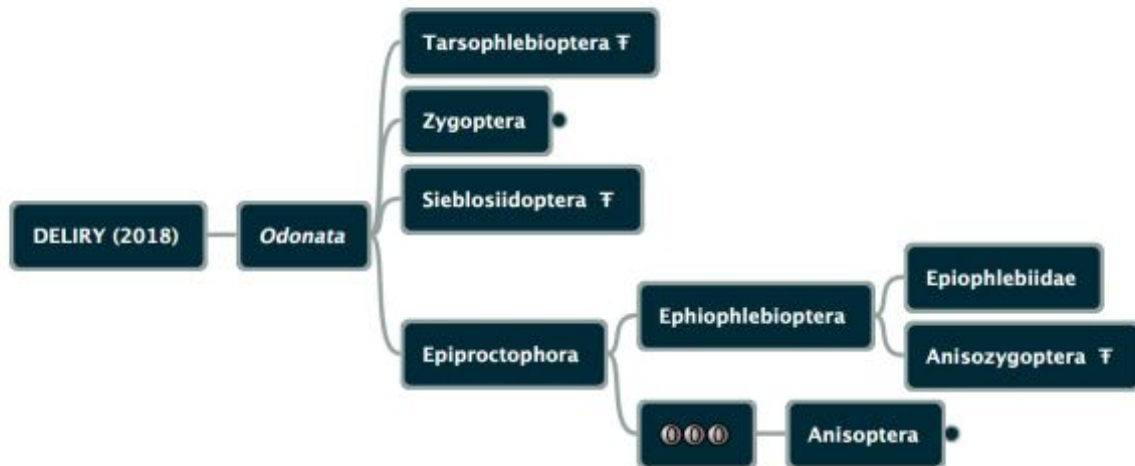 Tarsophlebioptera Ŧ
Zygoptera
Sieblosiidoptera Ŧ
DELIRY (2018)
Odonata
Epiophlebiidae
Ephiophlebioptera
Epiproctophora
Anisozygoptera Ŧ
Anisoptera